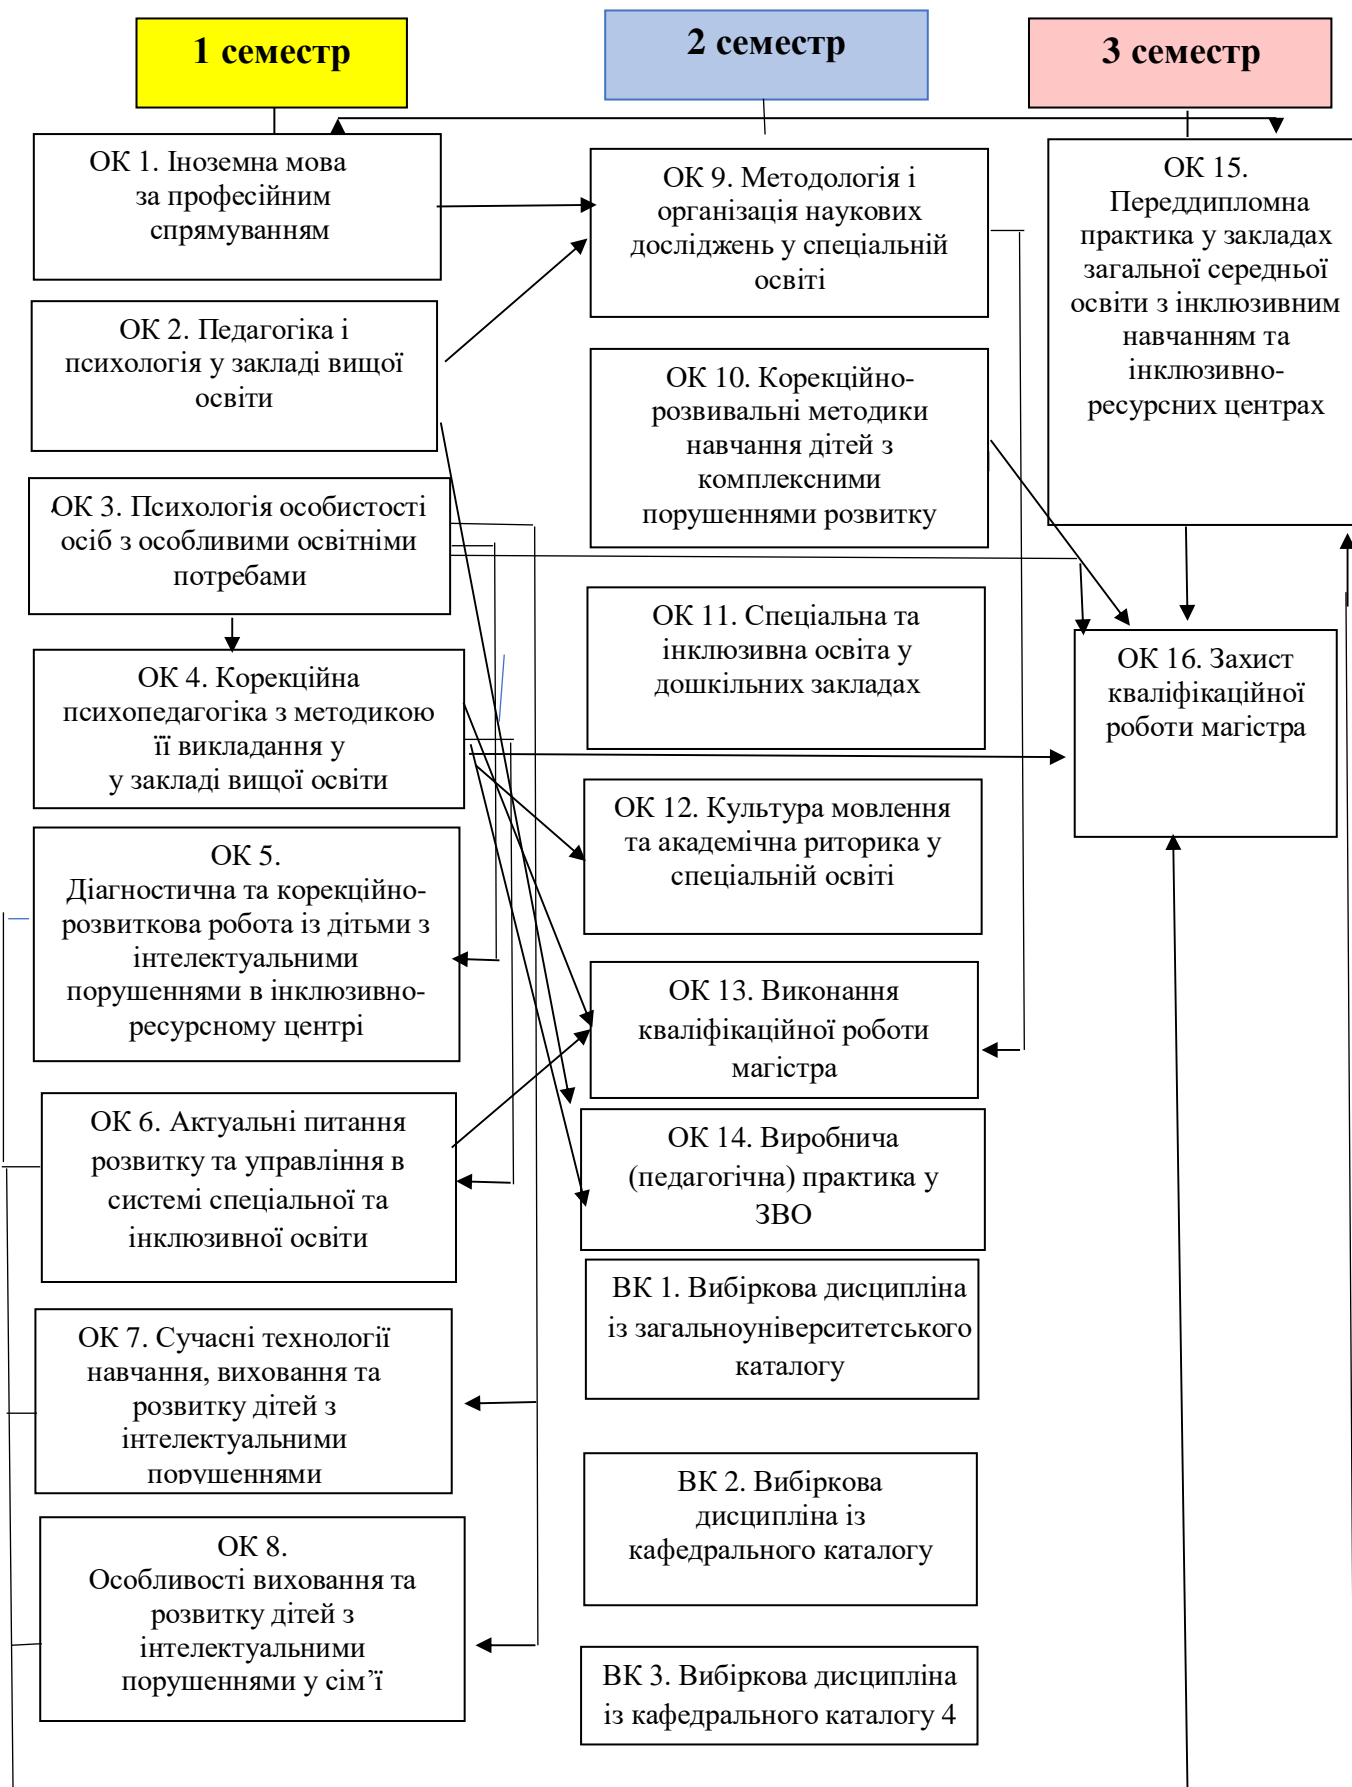 1 семестр
2 семестр
3 семестр
ОК 1. Іноземна мова
за професійним
спрямуванням
ОК 2. Педагогіка і
психологія у закладі вищої
освіти
ОК 3. Психологія особистості
осіб з особливими освітніми
потребами
ОК 4. Корекційна
психопедагогіка з методикою
її викладання у
у закладі вищої освіти
ОК 5.
Діагностична та корекційно-
розвиткова робота із дітьми з
інтелектуальними
порушеннями в інклюзивно-
ресурсному центрі
ОК 6. Актуальні питання
розвитку та управління в
системі спеціальної та
інклюзивної освіти
ОК 7. Сучасні технології
навчання, виховання та
розвитку дітей з
інтелектуальними
порушеннями
ОК 8.
Особливості виховання та
розвитку дітей з
інтелектуальними
порушеннями у сім’ї
ОК 9. Методологія і
організація наукових
досліджень у спеціальній
освіті
ОК 10. Корекційно-
розвивальні методики
навчання дітей з
комплексними
порушеннями розвитку
ОК 11. Спеціальна та
інклюзивна освіта у
дошкільних закладах
ОК 12. Культура мовлення
та академічна риторика у
спеціальній освіті
ОК 13. Виконання
кваліфікаційної роботи
магістра
ОК 14. Виробнича
(педагогічна) практика у
ЗВО
ВК 1. Вибіркова дисципліна
із загальноуніверситетського
каталогу
ВК 2. Вибіркова
дисципліна із
кафедрального каталогу
ВК 3. Вибіркова дисципліна
із кафедрального каталогу 4
ОК 15.
Переддипломна
практика у закладах
загальної середньої
освіти з інклюзивним
навчанням та
інклюзивно-
ресурсних центрах
ОК 16. Захист
кваліфікаційної
роботи магістра